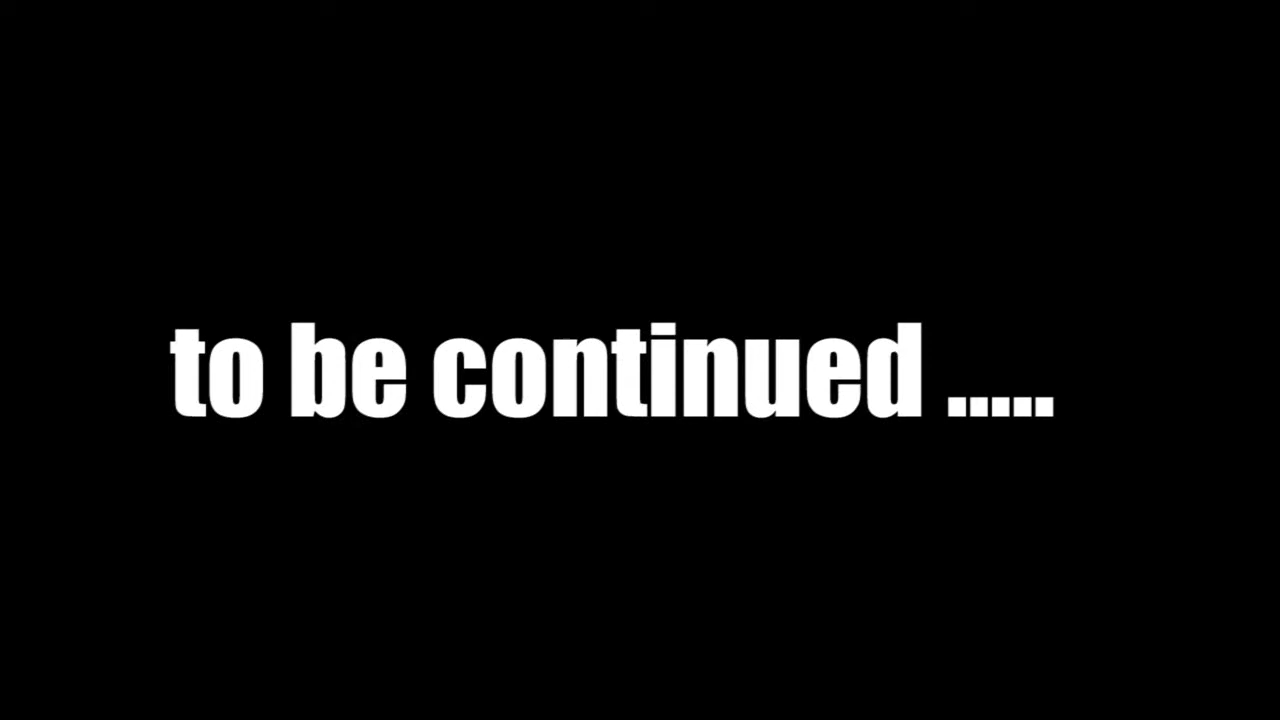 to be continued .....